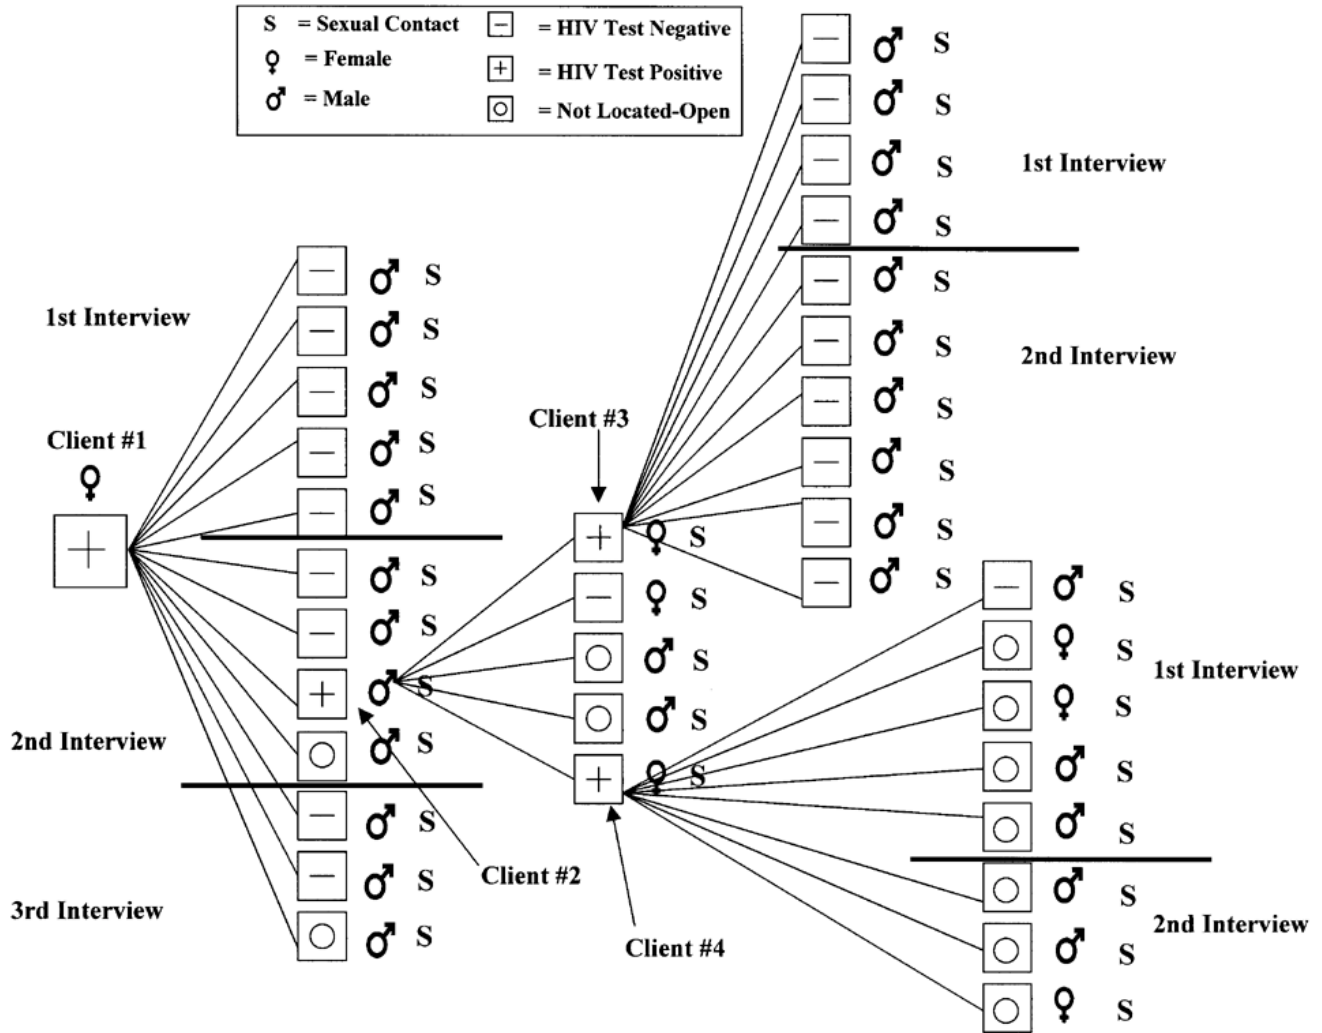 S = Sexual Contact
♀ = Female
♂ = Male
− = HIV Test Negative
+ = HIV Test Positive
○ = Not Located-Open
1st Interview
Client #1
♀
+
− ♂ S
− ♂ S
− ♂ S
− ♂ S
− ♂ S
2nd Interview
− ♂ S
− ♂ S
+ ♂ S
○ ♂ S
3rd Interview
− ♂ S
− ♂ S
○ ♂ S
Client #2
Client #3
+ ♀ S
− ♀ S
○ ♂ S
○ ♂ S
+ ♀ S
Client #4
− ♂ S
− ♂ S
− ♂ S
− ♂ S
1st Interview
− ♂ S
− ♂ S
− ♂ S
− ♂ S
− ♂ S
− ♂ S
2nd Interview
− ♂ S
○ ♀ S
○ ♀ S
○ ♂ S
○ ♂ S
1st Interview
○ ♂ S
○ ♂ S
○ ♀ S
2nd Interview